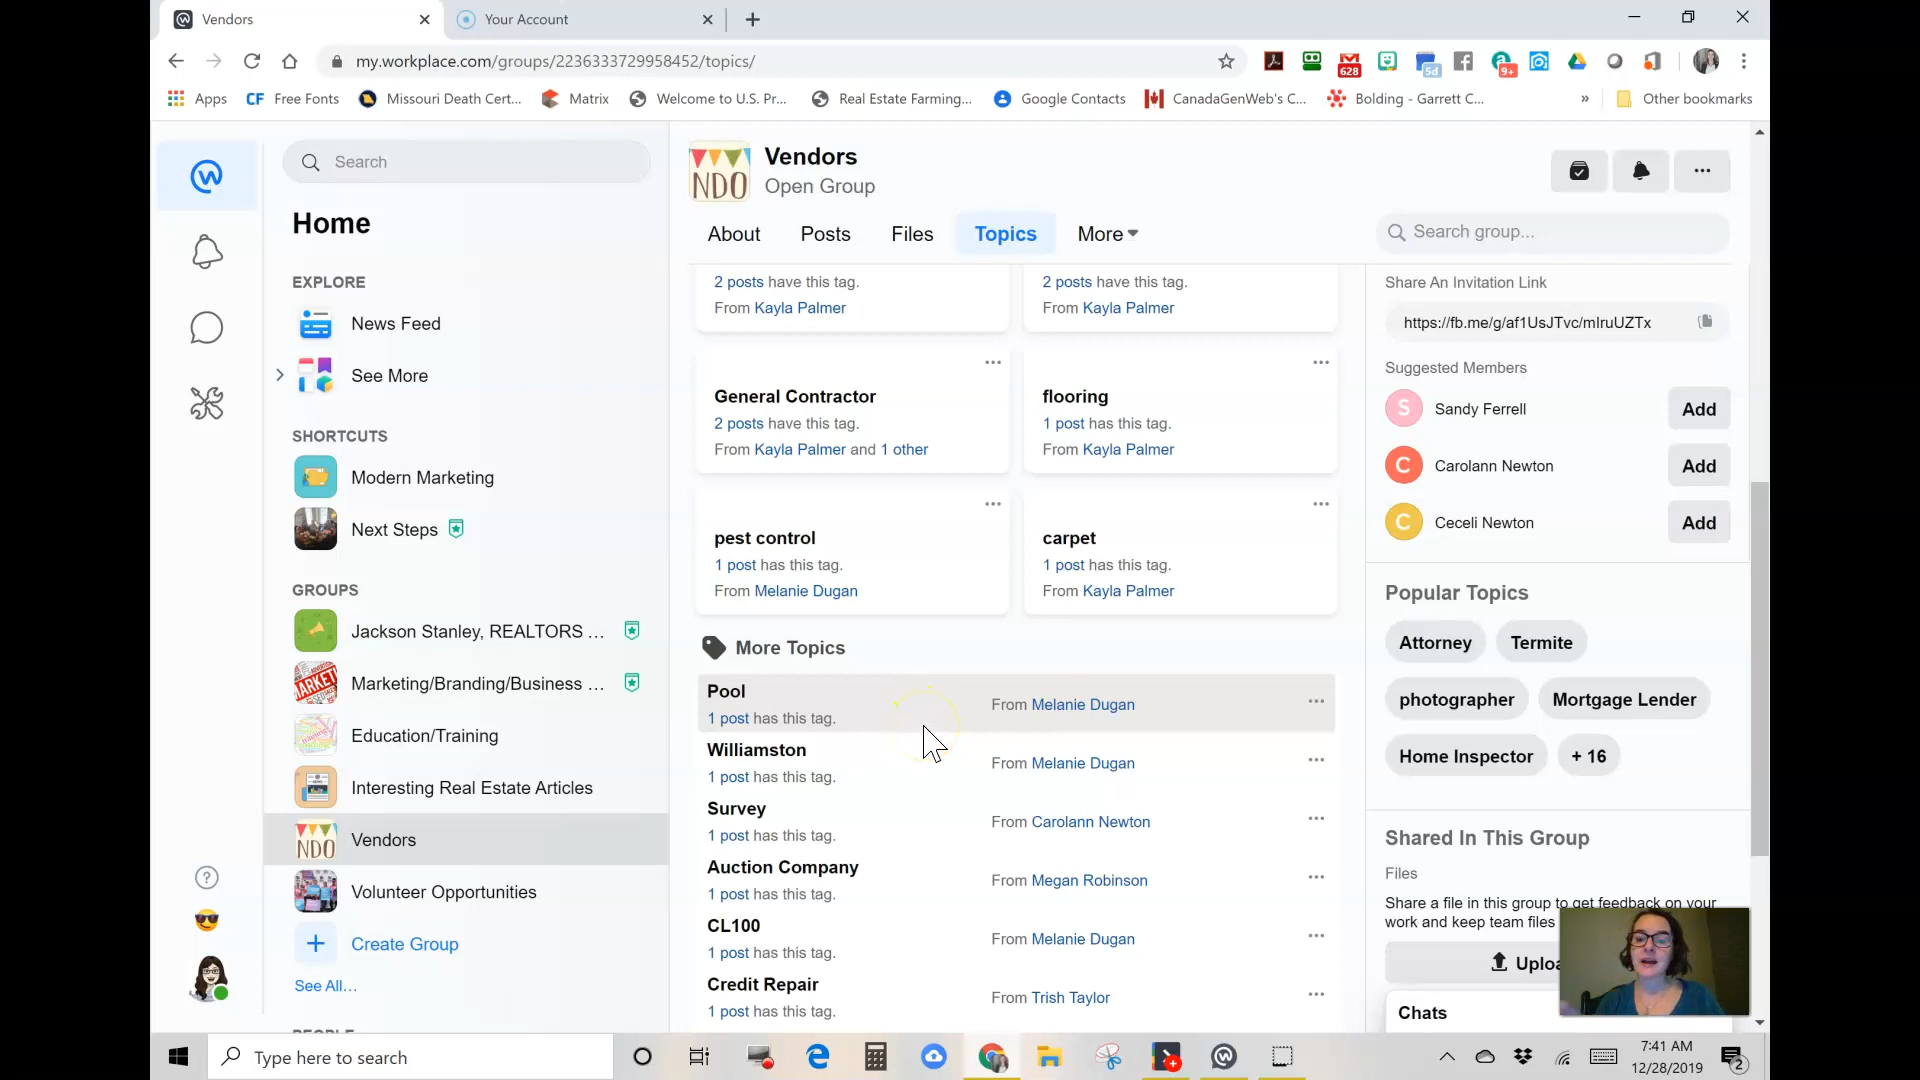 Vendors
Your Account
my.workplace.com/groups/2236333729958452/topics/
628
5d
9+
Apps
CF Free Fonts
Missouri Death Cert...
Matrix
Welcome to U.S. Pr...
Real Estate Farming...
Google Contacts
CanadaGenWeb's C...
Bolding - Garrett C...
»
Other bookmarks
Search
Home
EXPLORE
News Feed
See More
SHORTCUTS
Modern Marketing
Next Steps
GROUPS
Jackson Stanley, REALTORS ...
Marketing/Branding/Business ...
Education/Training
Interesting Real Estate Articles
NDO
Vendors
Volunteer Opportunities
Create Group
See All...
NDO
Vendors
Open Group
About
Posts
Files
Topics
More
Search group...
2 posts have this tag.
From Kayla Palmer
2 posts have this tag.
From Kayla Palmer
General Contractor
2 posts have this tag.
From Kayla Palmer and 1 other
flooring
1 post has this tag.
From Kayla Palmer
pest control
1 post has this tag.
From Melanie Dugan
carpet
1 post has this tag.
From Kayla Palmer
More Topics
Pool
1 post has this tag.
From Melanie Dugan
Williamston
1 post has this tag.
From Melanie Dugan
Survey
1 post has this tag.
From Carolann Newton
Auction Company
1 post has this tag.
From Megan Robinson
CL100
1 post has this tag.
From Melanie Dugan
Credit Repair
1 post has this tag.
From Trish Taylor
Share An Invitation Link
https://fb.me/g/af1UsJTvc/mIruUZTx
Suggested Members
S
Sandy Ferrell
Add
C
Carolann Newton
Add
C
Ceceli Newton
Add
Popular Topics
Attorney
Termite
photographer
Mortgage Lender
Home Inspector
+ 16
Shared In This Group
Files
Share a file in this group to get feedback on your
work and keep team files
Chats
Type here to search
7:41 AM
12/28/2019
2